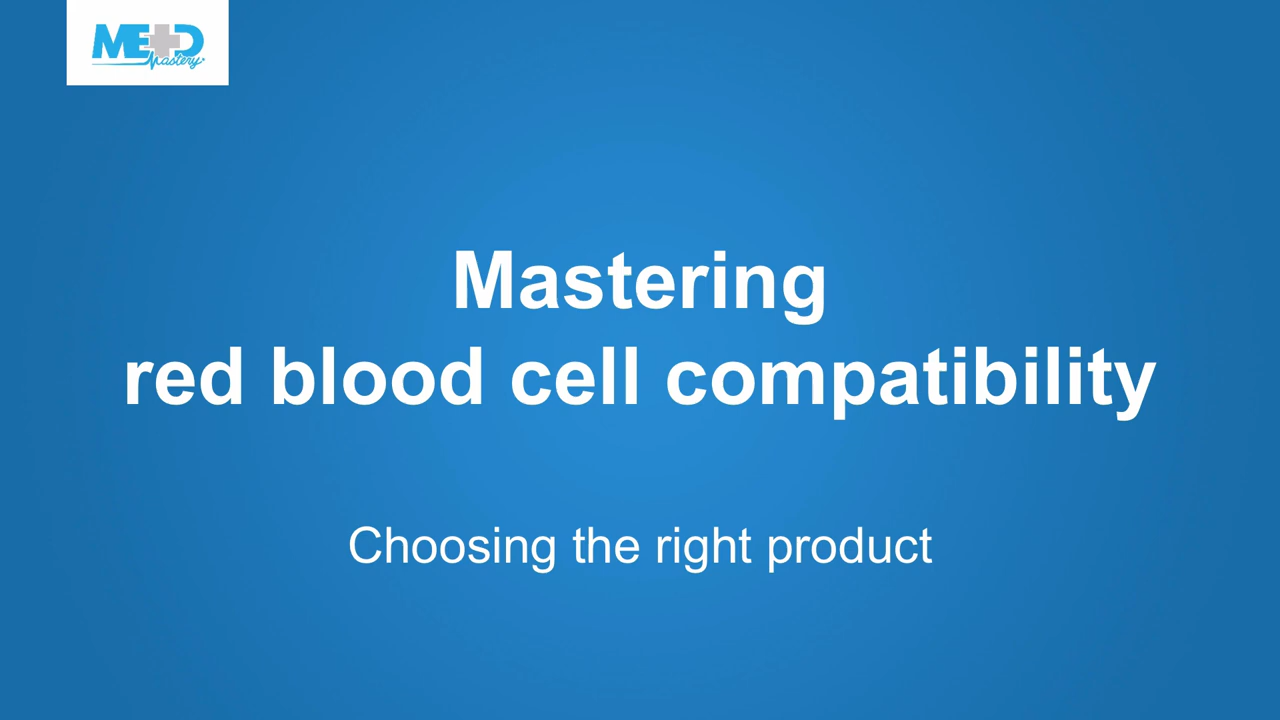 MED
Mastery
Mastering
red blood cell compatibility
Choosing the right product